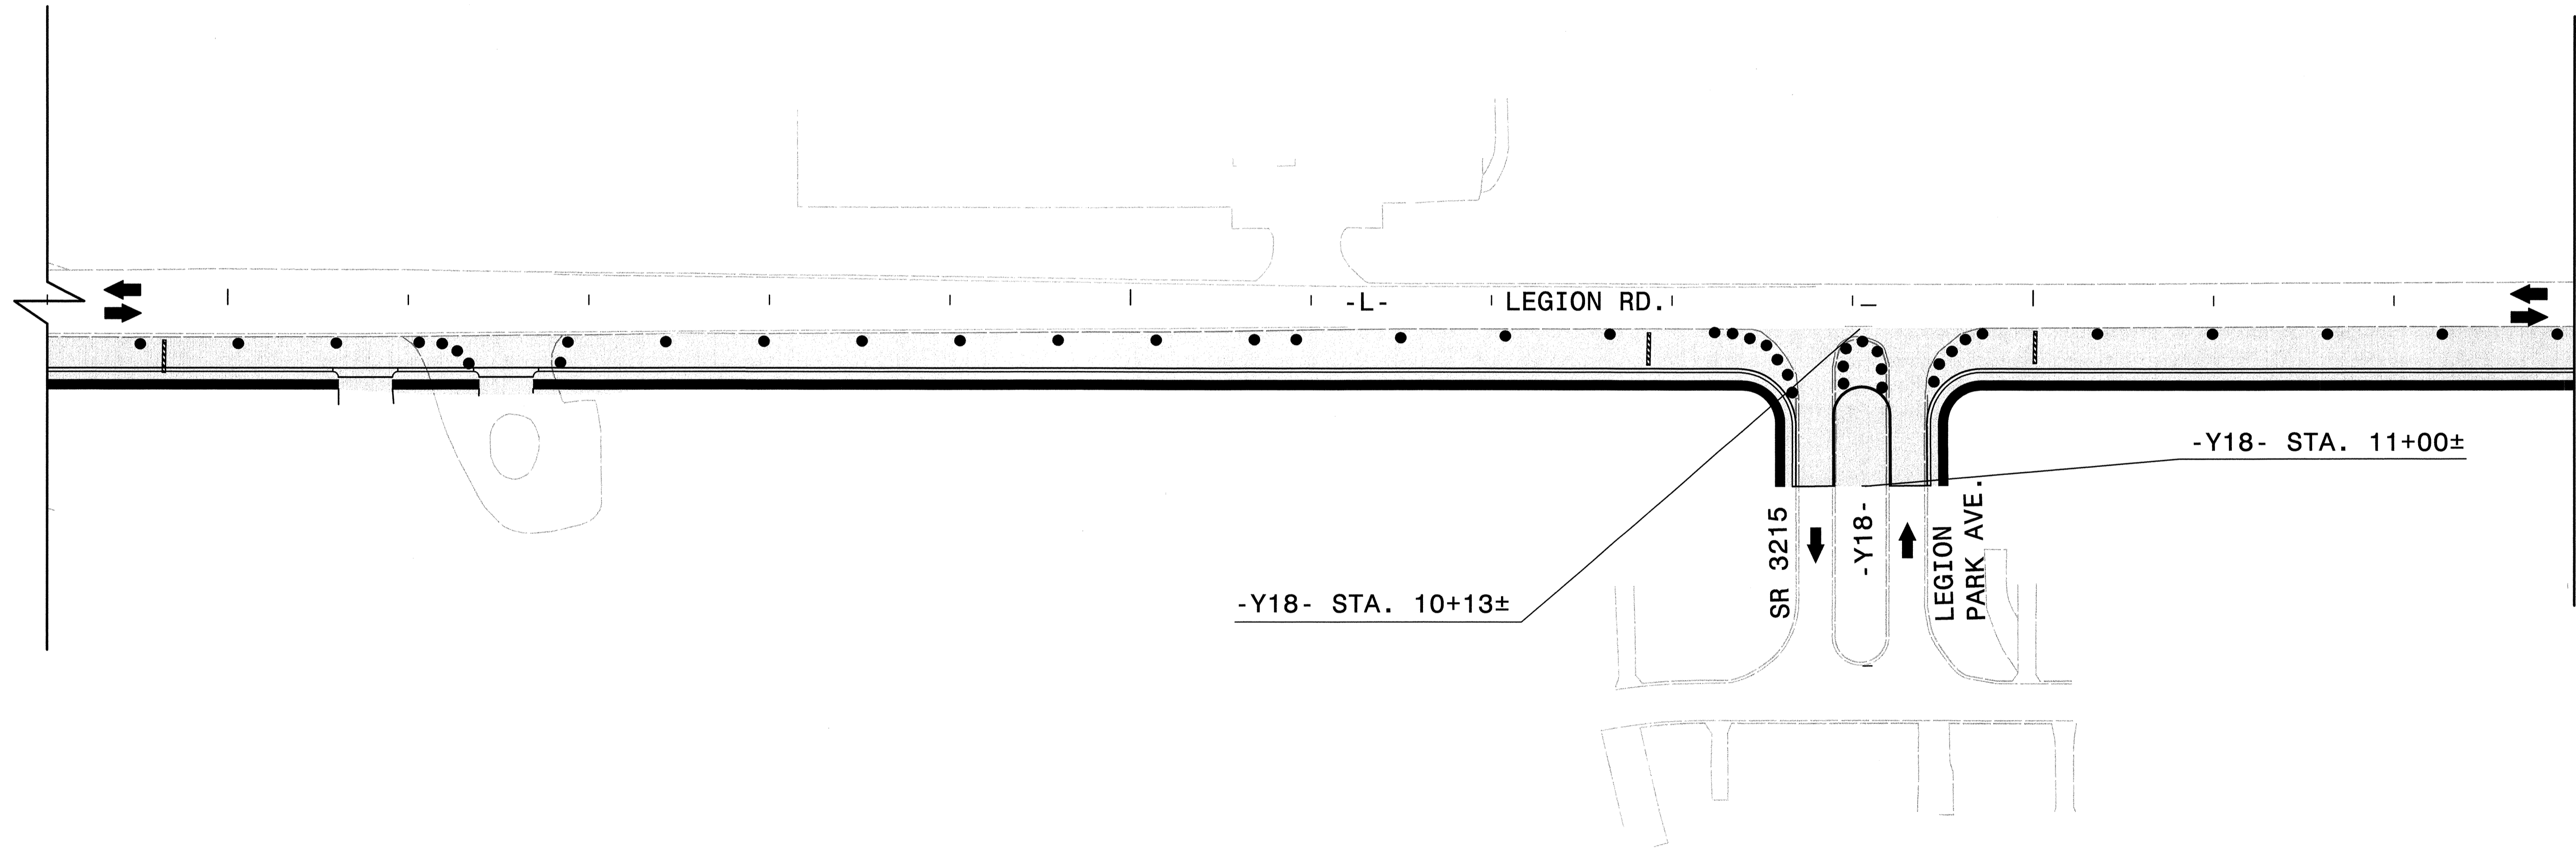 -L- LEGION RD.
-Y18- STA. 11+00±
-Y18- STA. 10+13±
SR 3215
-Y18-
LEGION
PARK AVE.